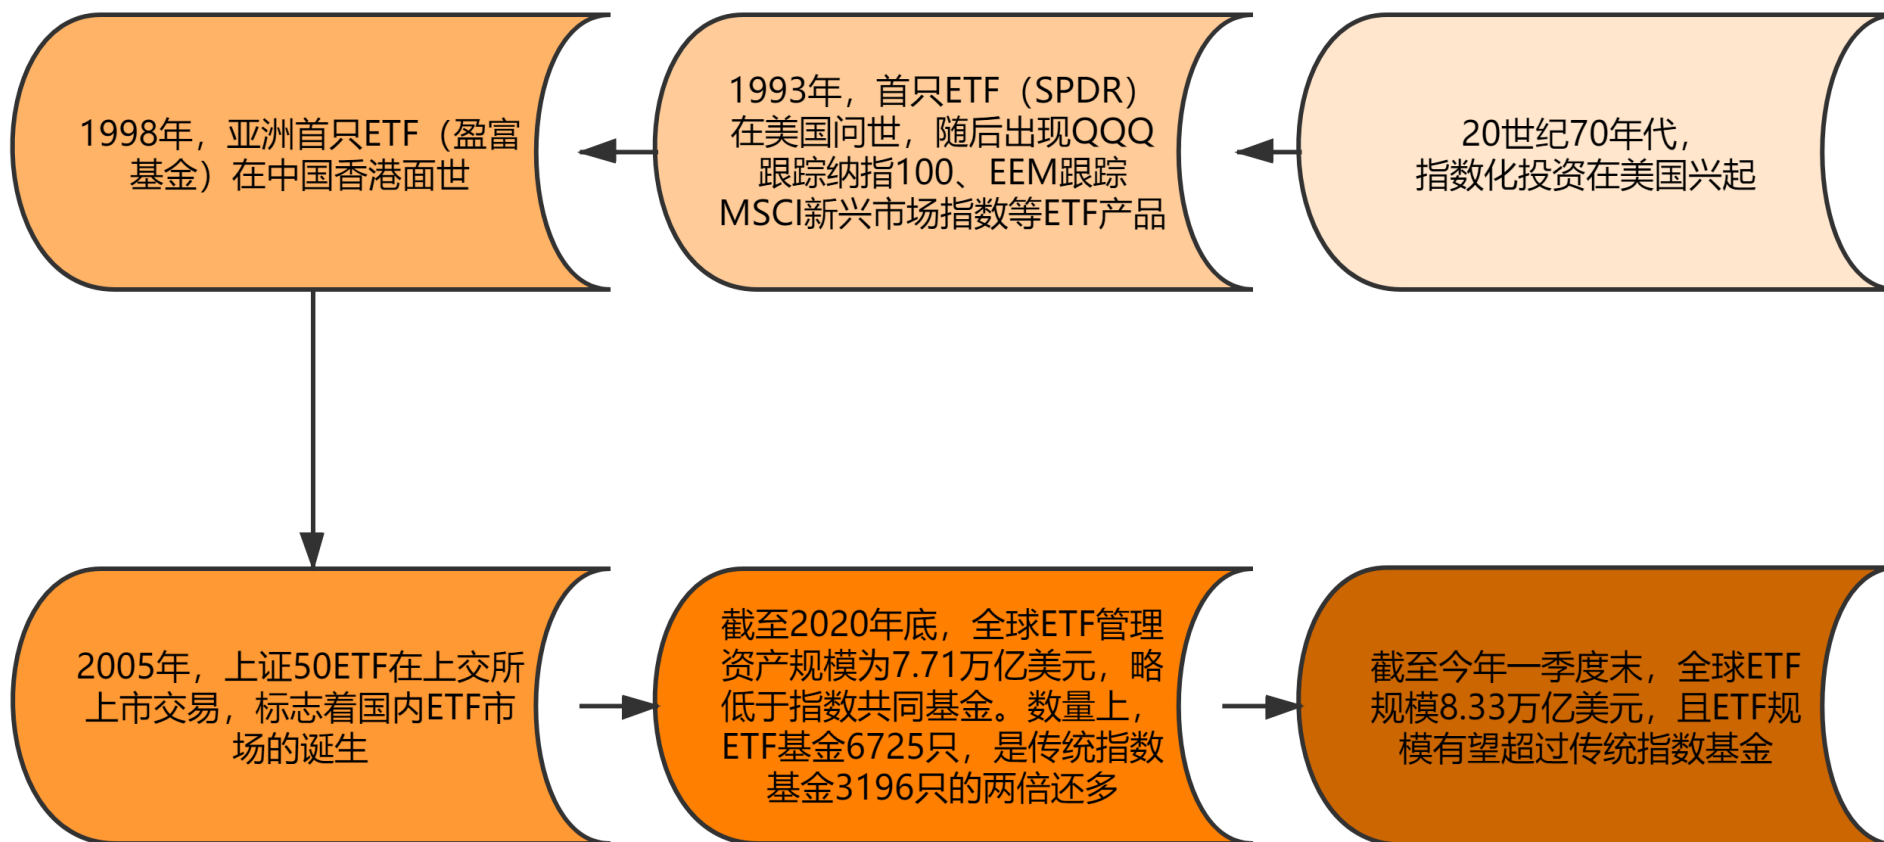 20世纪70年代，
指数化投资在美国兴起
1993年，首只ETF（SPDR）
在美国问世，随后出现QQQ
跟踪纳指100、EEM跟踪
MSCI新兴市场指数等ETF产品
1998年，亚洲首只ETF（盈富
基金）在中国香港面世
2005年，上证50ETF在上交所
上市交易，标志着国内ETF市
场的诞生
截至2020年底，全球ETF管理
资产规模为7.71万亿美元，略
低于指数共同基金。数量上，
ETF基金6725只，是传统指数
基金3196只的两倍还多
截至今年一季度末，全球ETF
规模8.33万亿美元，且ETF规
模有望超过传统指数基金